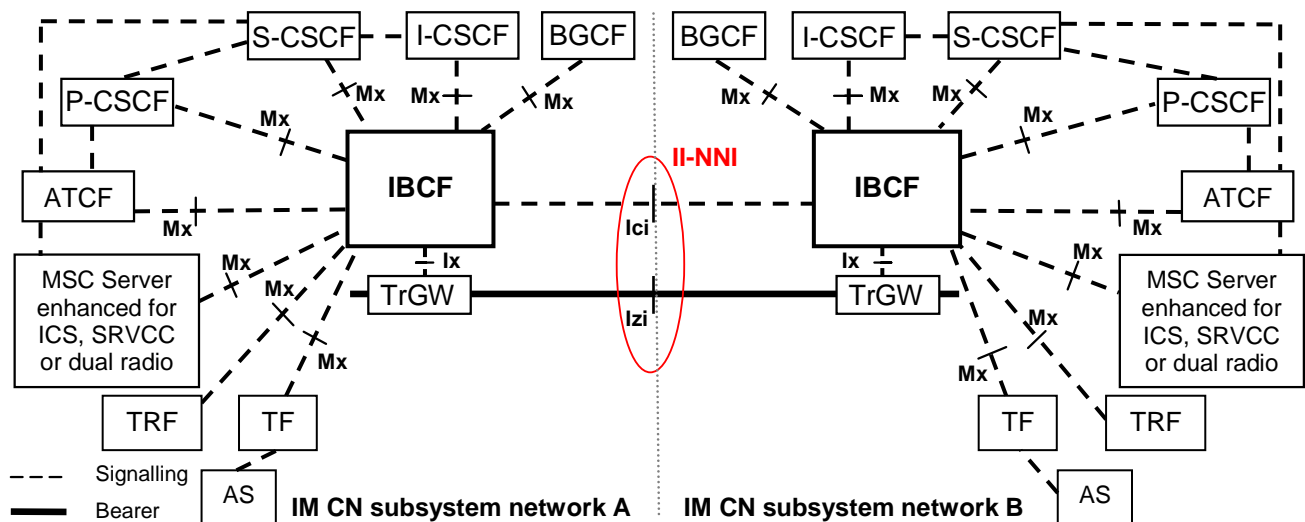 S-CSCF
I-CSCF
BGCF
BGCF
I-CSCF
S-CSCF
Mx
Mx
Mx
Mx
Mx
Mx
P-CSCF
P-CSCF
Mx
Mx
II-NNI
IBCF
IBCF
ATCF
ATCF
Mx
Mx
Ici
Mx
Ix
Ix
Mx
MSC Server
enhanced for
ICS, SRVCC
or dual radio
MSC Server
enhanced for
ICS, SRVCC
or dual radio
TrGW
TrGW
Mx
Izi
Mx
Mx
Mx
TRF
TF
TF
TRF
Signalling
AS
AS
Bearer
IM CN subsystem network A
IM CN subsystem network B